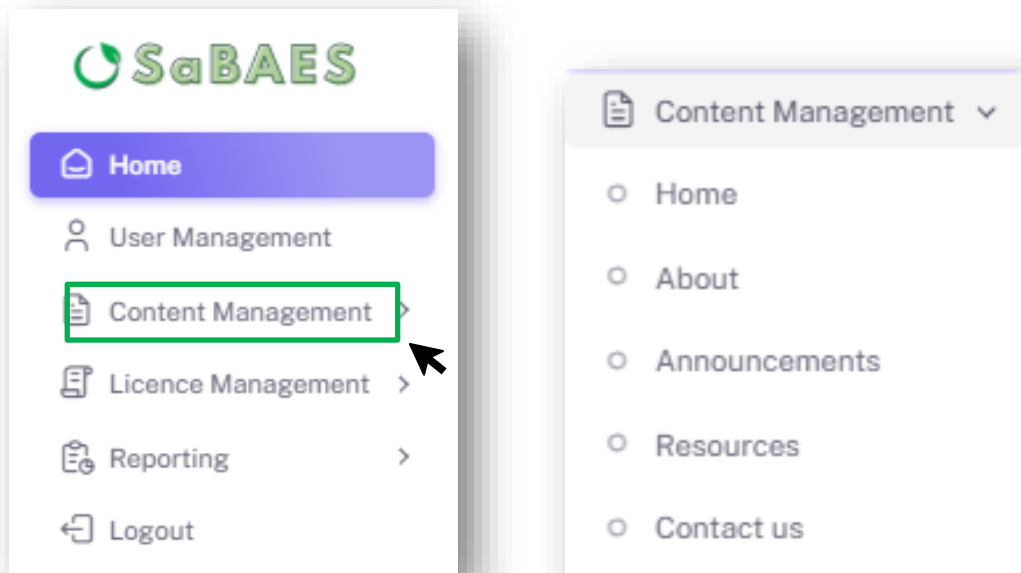 SaBAES
Home
User Management
Content Management
Licence Management
Reporting
Logout
Content Management
Home
About
Announcements
Resources
Contact us